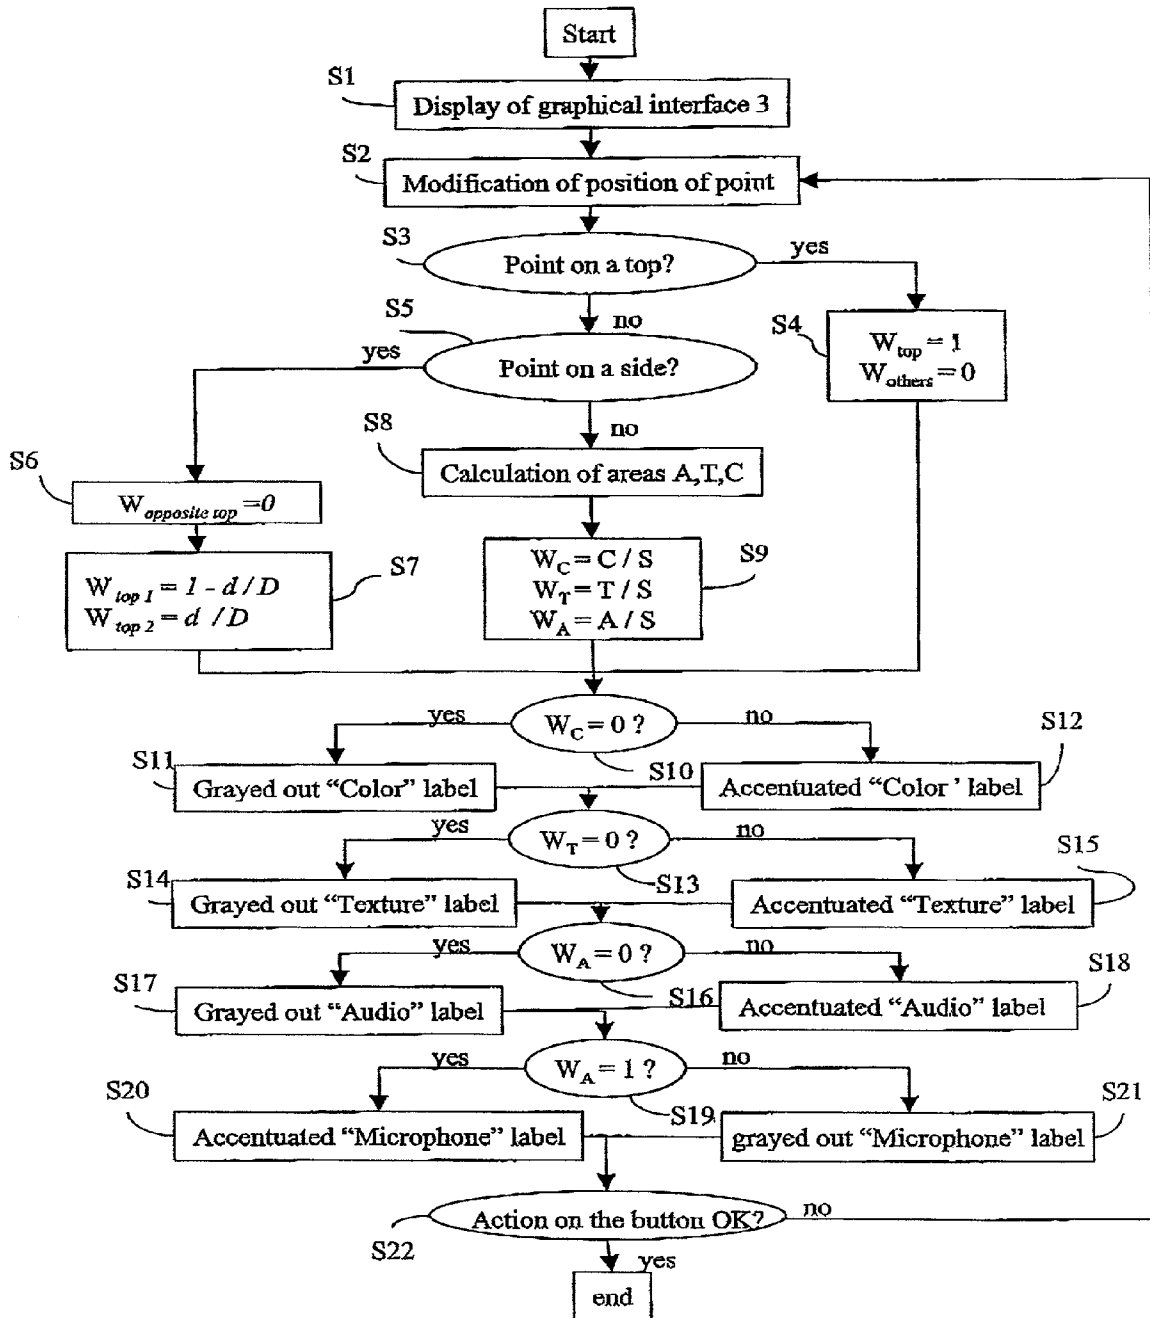 Start
S1
Display of graphical interface 3
S2
Modification of position of point
S3
Point on a top?
yes
no
S4
W_top = 1
W_others = 0
S5
yes
Point on a side?
no
S8
Calculation of areas A,T,C
S6
W_opposite top = 0
S7
W_top 1 = 1 - d / D
W_top 2 = d / D
S9
W_C = C / S
W_T = T / S
W_A = A / S
yes
W_C = 0 ?
no
S10
S11
Grayed out “Color” label
S12
Accentuated “Color’ label
yes
W_T = 0 ?
no
S13
S14
Grayed out “Texture” label
S15
Accentuated “Texture” label
yes
W_A = 0 ?
no
S16
S17
Grayed out “Audio” label
S18
Accentuated “Audio” label
yes
W_A = 1 ?
no
S19
S20
Accentuated “Microphone” label
S21
grayed out “Microphone” label
Action on the button OK?
no
S22
yes
end